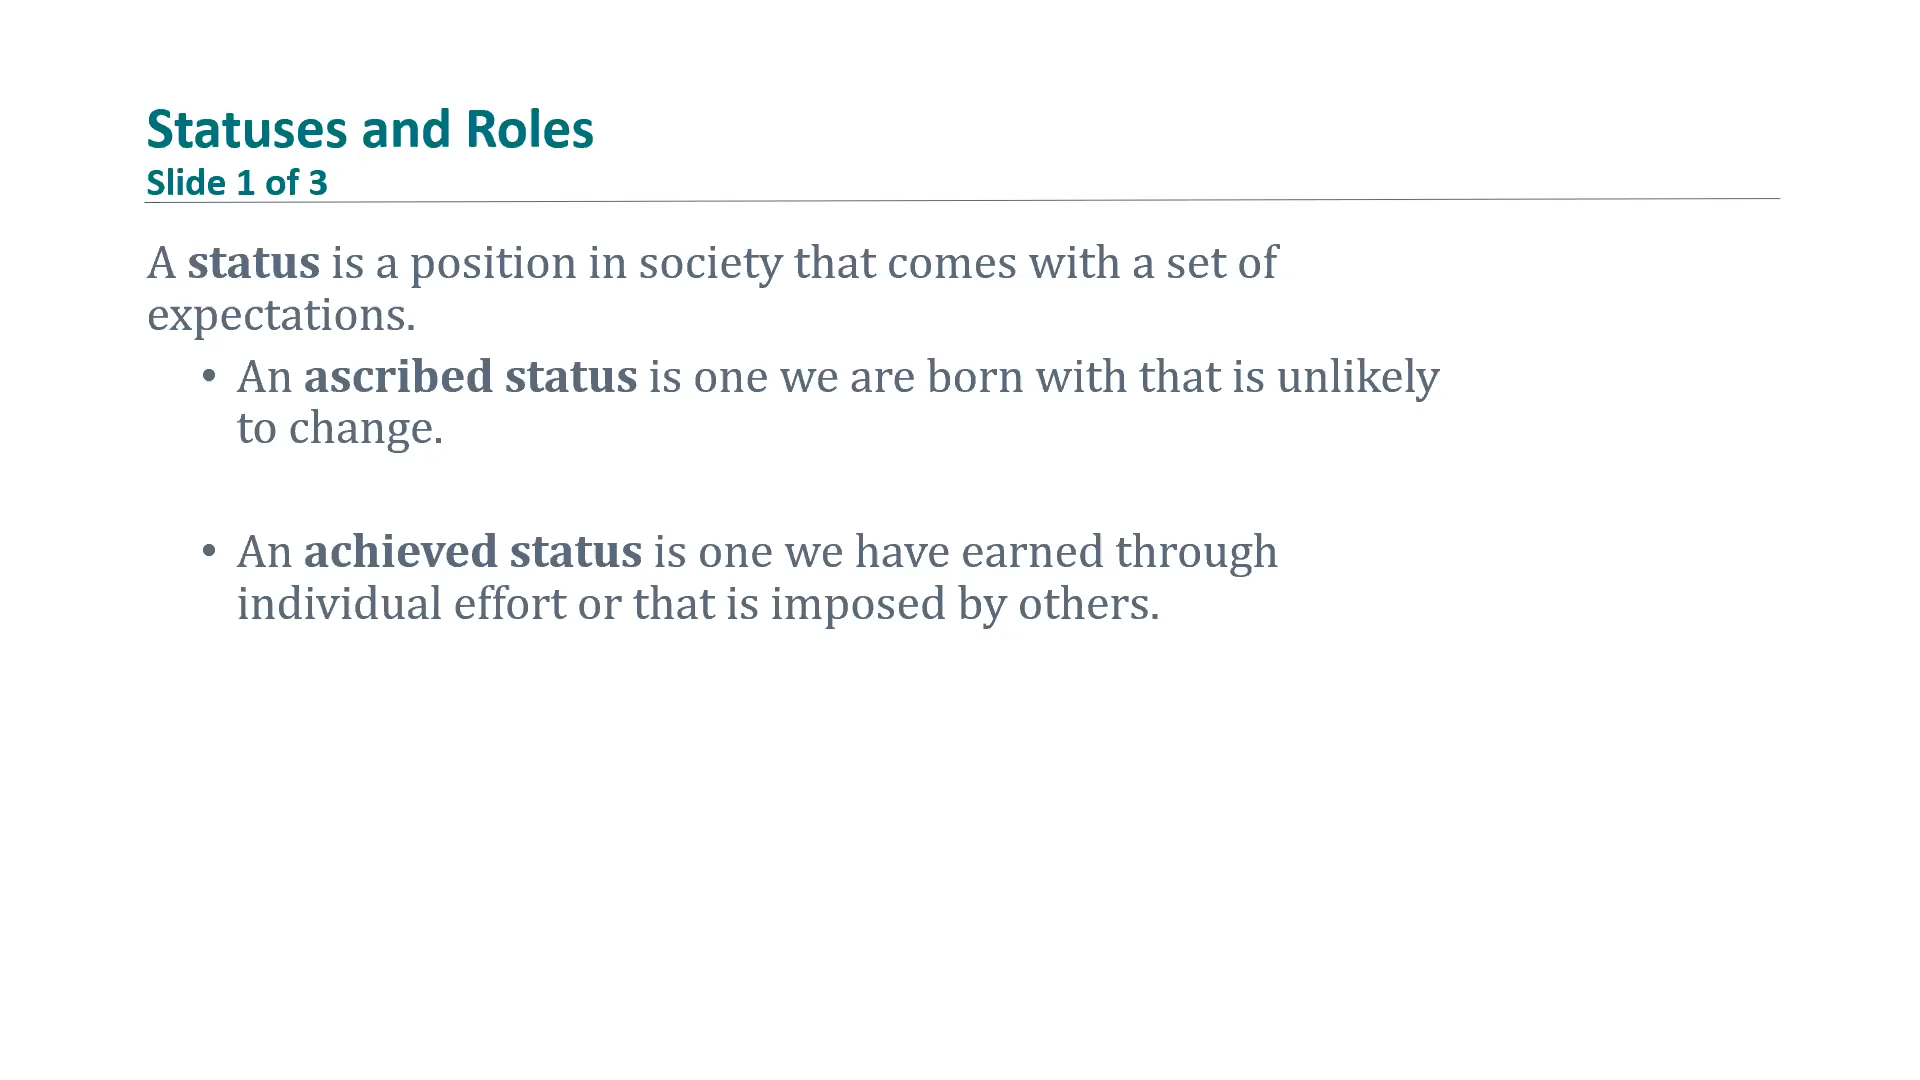 Statuses and Roles
Slide 1 of 3
A status is a position in society that comes with a set of
expectations.
• An ascribed status is one we are born with that is unlikely
to change.
• An achieved status is one we have earned through
individual effort or that is imposed by others.